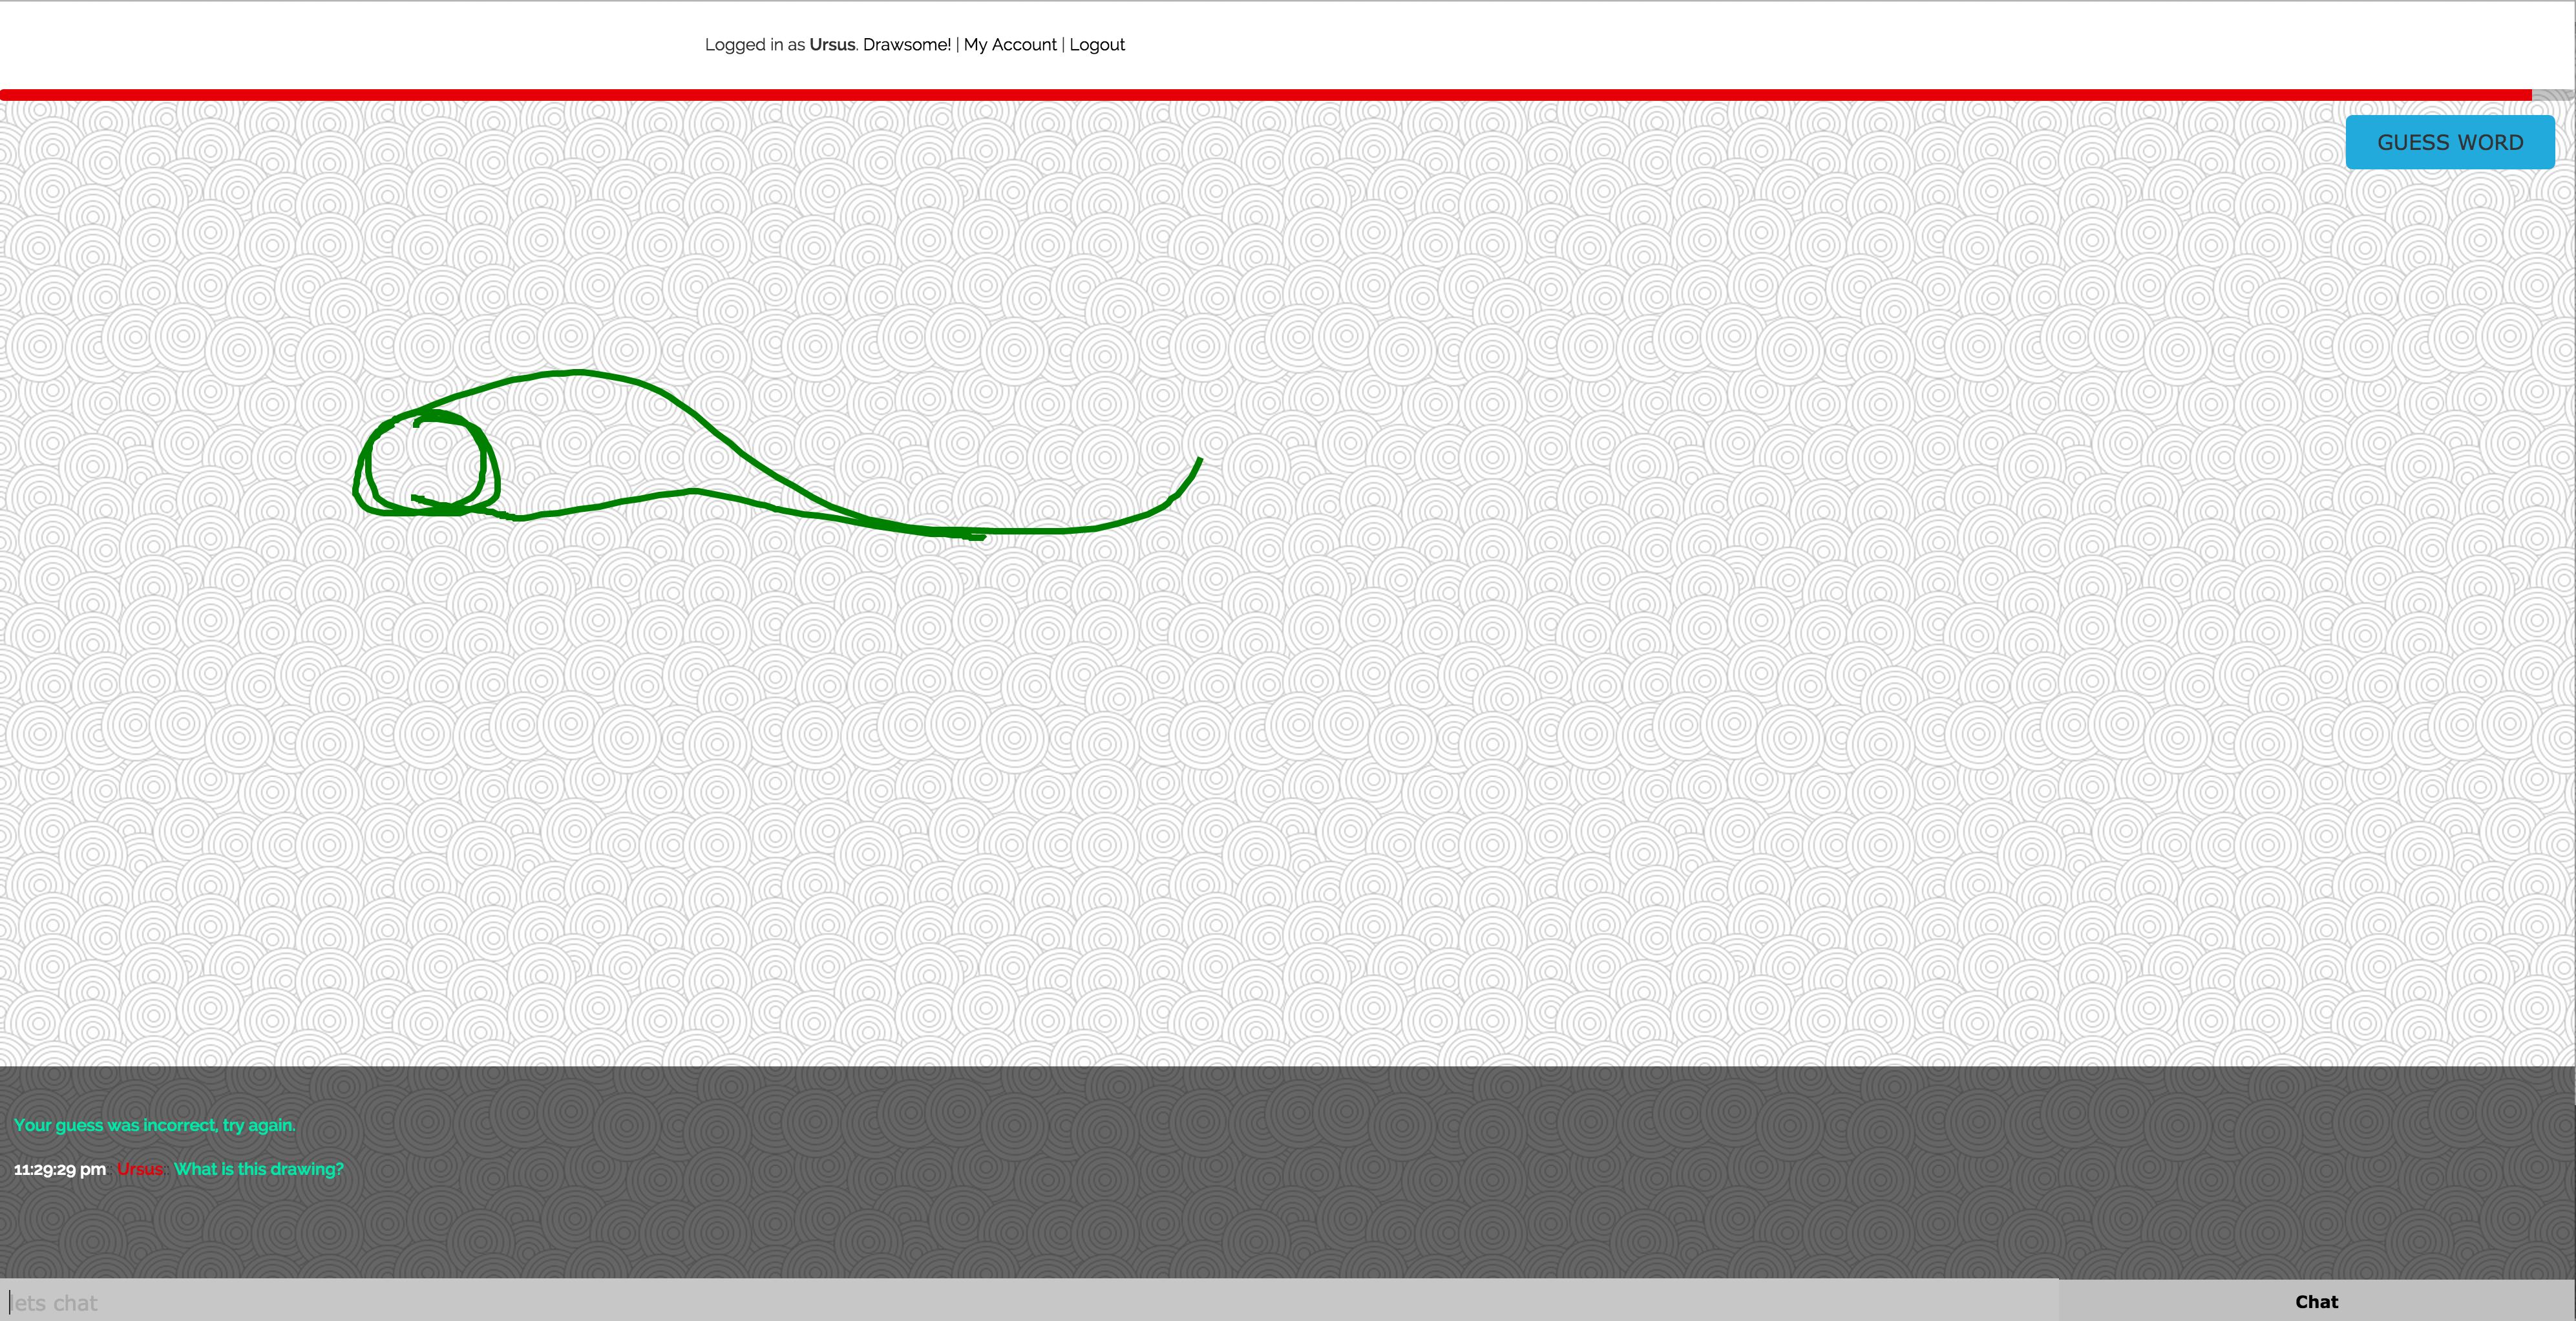 Logged in as Ursus. Drawsome! | My Account | Logout
GUESS WORD
Your guess was incorrect, try again.
11:29:29 pm Ursus: What is this drawing?
lets chat
Chat